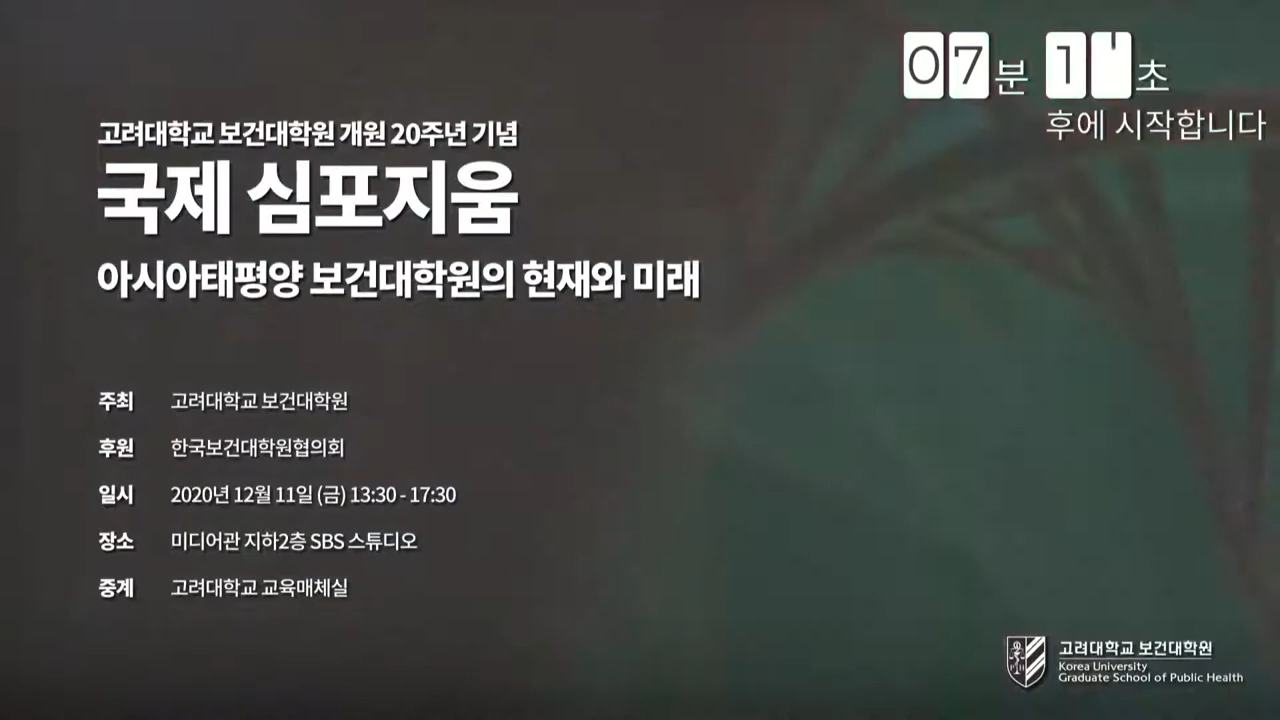 07분 1 초
후에 시작합니다
고려대학교 보건대학원 개원 20주년 기념
국제 심포지움
아시아태평양 보건대학원의 현재와 미래
주최 고려대학교 보건대학원
후원 한국보건대학원협의회
일시 2020년 12월 11일 (금) 13:30 - 17:30
장소 미디어관 지하2층 SBS 스튜디오
중계 고려대학교 교육매체실
고려대학교 보건대학원
Korea University
Graduate School of Public Health